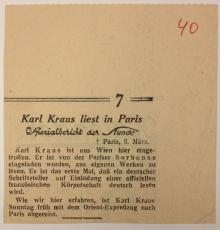 40
7
Karl Kraus liest in Paris
Spezialbericht der „Stunde"
† Paris, 3. März.
Karl Kraus ist aus Wien hier einge-
troffen. Er ist von der Pariser Sorbonne
eingeladen worden, aus eigenen Werken zu
lesen. Es ist das erste Mal, daß ein deutscher
Schriftsteller auf Einladung einer offiziellen
französischen Körperschaft deutsch lesen
wird.
Wie wir hier erfahren, ist Karl Kraus
Sonntag früh mit dem Orient-Expreßzug nach
Paris abgereist.